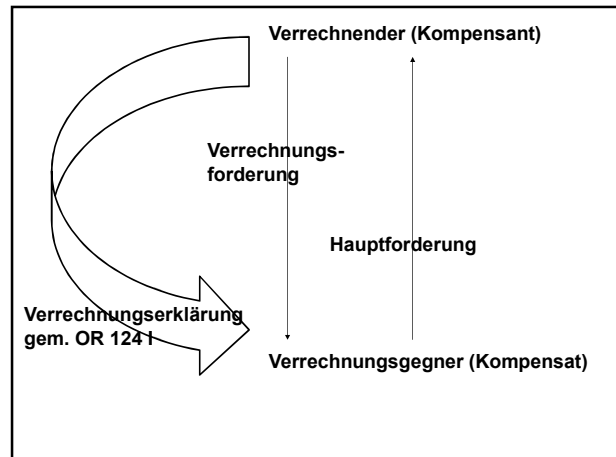 Verrechnender (Kompensant)
Verrechnungs-
forderung
Hauptforderung
Verrechnungserklärung
gem. OR 124 I
Verrechnungsgegner (Kompensat)